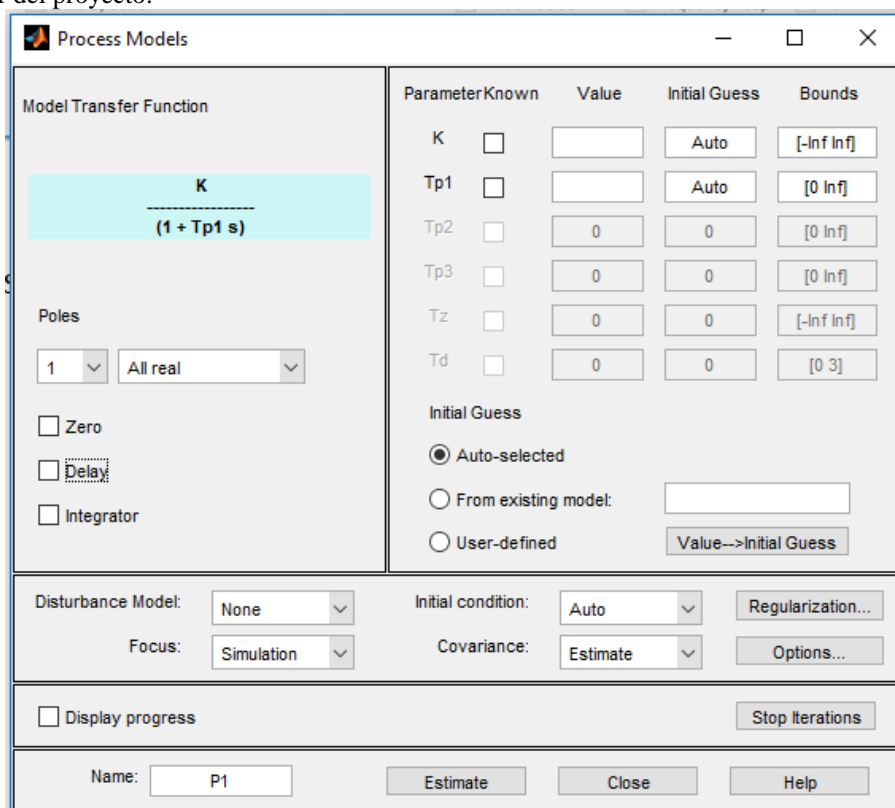 del proyecto.
Process Models
Model Transfer Function
K
-----------------
(1 + Tp1 s)
Poles
1 All real
Zero
Delay
Integrator
Parameter Known Value Initial Guess Bounds
K Auto [-Inf Inf]
Tp1 Auto [0 Inf]
Tp2 0 0 [0 Inf]
Tp3 0 0 [0 Inf]
Tz 0 0 [-Inf Inf]
Td 0 0 [0 3]
Initial Guess
Auto-selected
From existing model:
User-defined Value-->Initial Guess
Disturbance Model: None Initial condition: Auto Regularization...
Focus: Simulation Covariance: Estimate Options...
Display progress Stop Iterations
Name: P1 Estimate Close Help